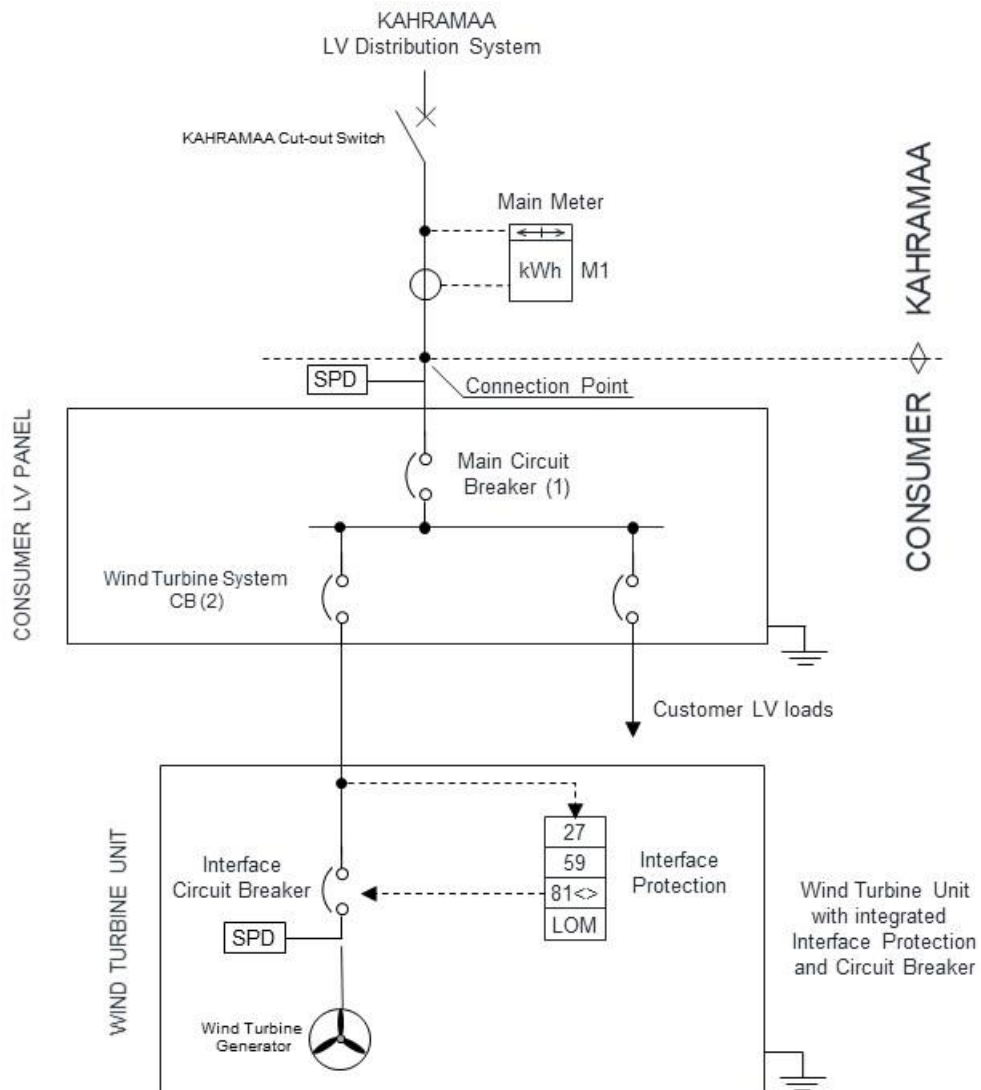 KAHRAMAA
LV Distribution System
KAHRAMAA Cut-out Switch
Main Meter
kWh
M1
KAHRAMAA
SPD
Connection Point
CONSUMER
CONSUMER LV PANEL
Main Circuit
Breaker (1)
Wind Turbine System
CB (2)
Customer LV loads
WIND TURBINE UNIT
27
59
81<>
LOM
Interface
Protection
Interface
Circuit Breaker
SPD
Wind Turbine Unit
with integrated
Interface Protection
and Circuit Breaker
Wind Turbine
Generator